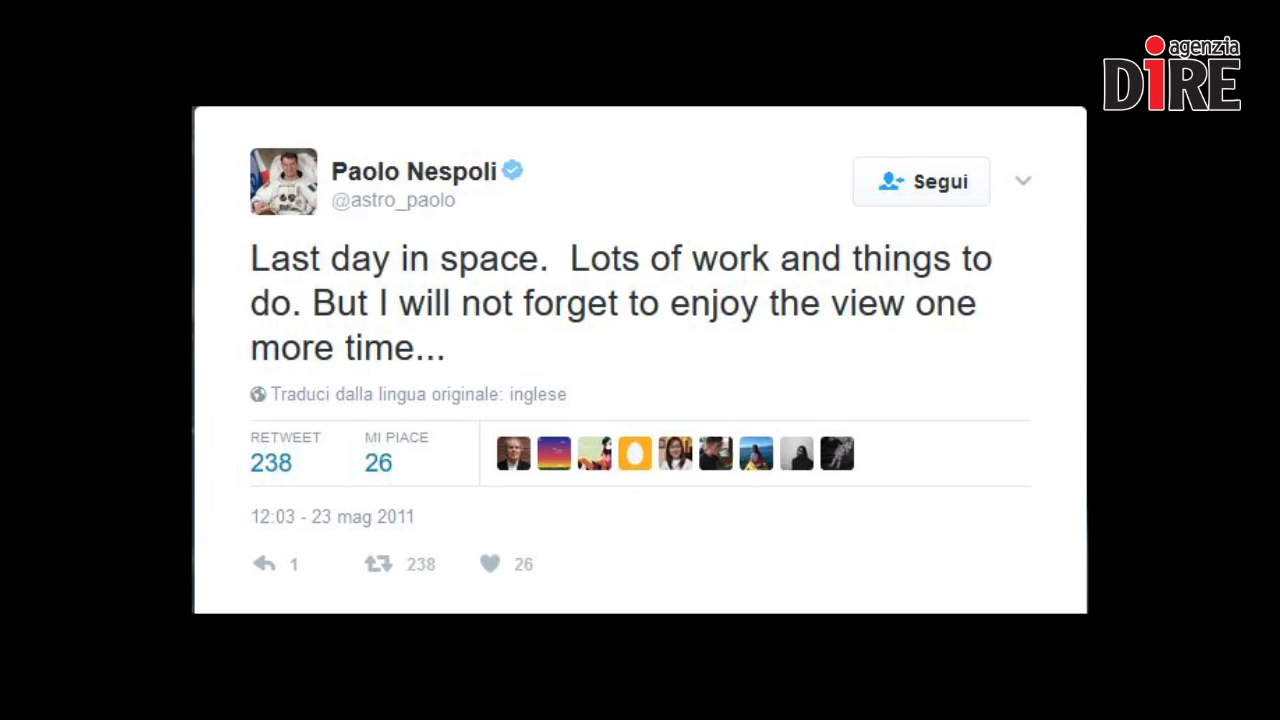 agenzia
DiRE
Paolo Nespoli
@astro_paolo
Segui
Last day in space.  Lots of work and things to
do. But I will not forget to enjoy the view one
more time...
Traduci dalla lingua originale: inglese
RETWEET MI PIACE
238 26
12:03 - 23 mag 2011
1 238 26